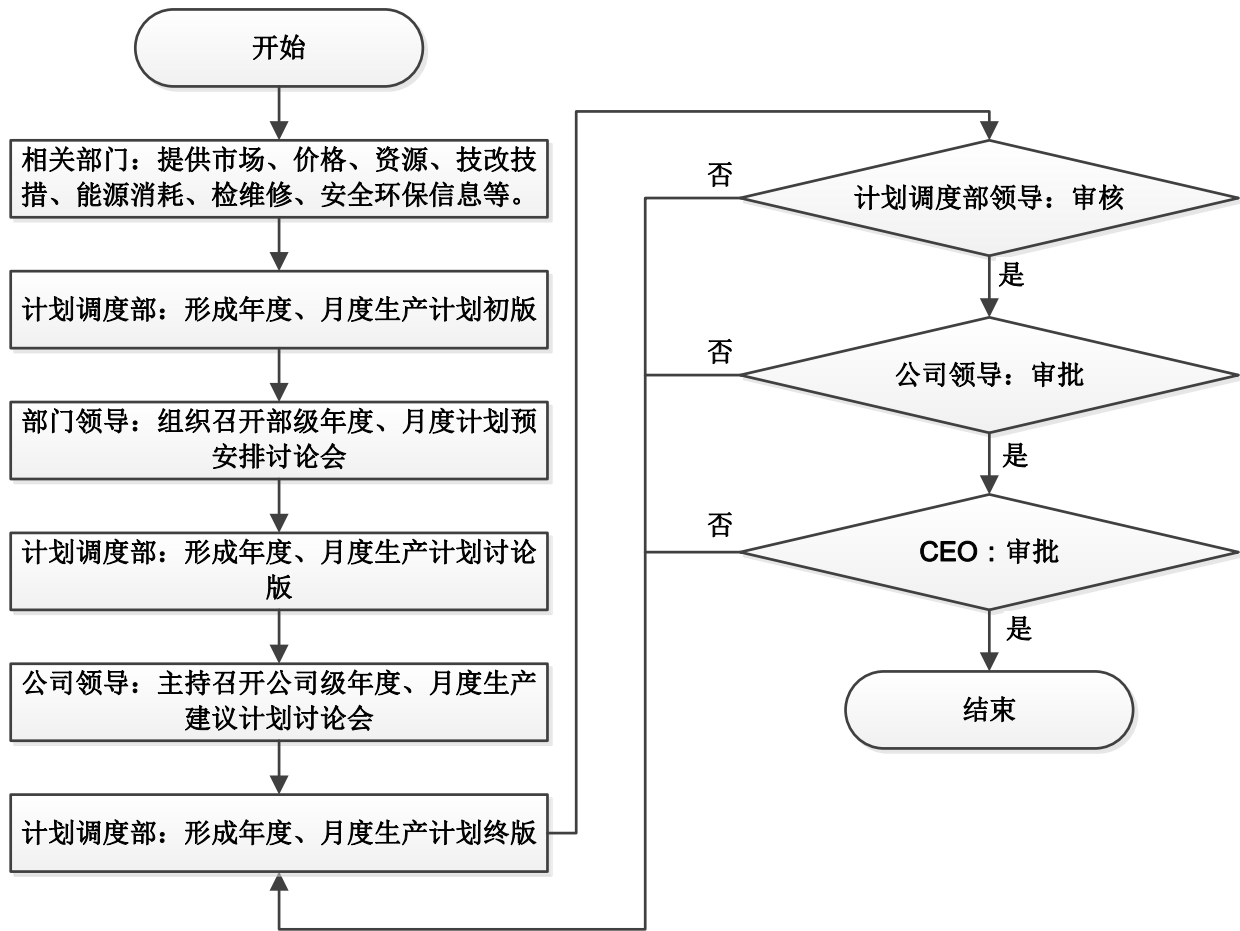 开始
相关部门：提供市场、价格、资源、技改技
措、能源消耗、检维修、安全环保信息等。
计划调度部：形成年度、月度生产计划初版
部门领导：组织召开部级年度、月度计划预
安排讨论会
计划调度部：形成年度、月度生产计划讨论
版
公司领导：主持召开公司级年度、月度生产
建议计划讨论会
计划调度部：形成年度、月度生产计划终版
否
计划调度部领导：审核
是
否
公司领导：审批
是
否
CEO：审批
是
结束